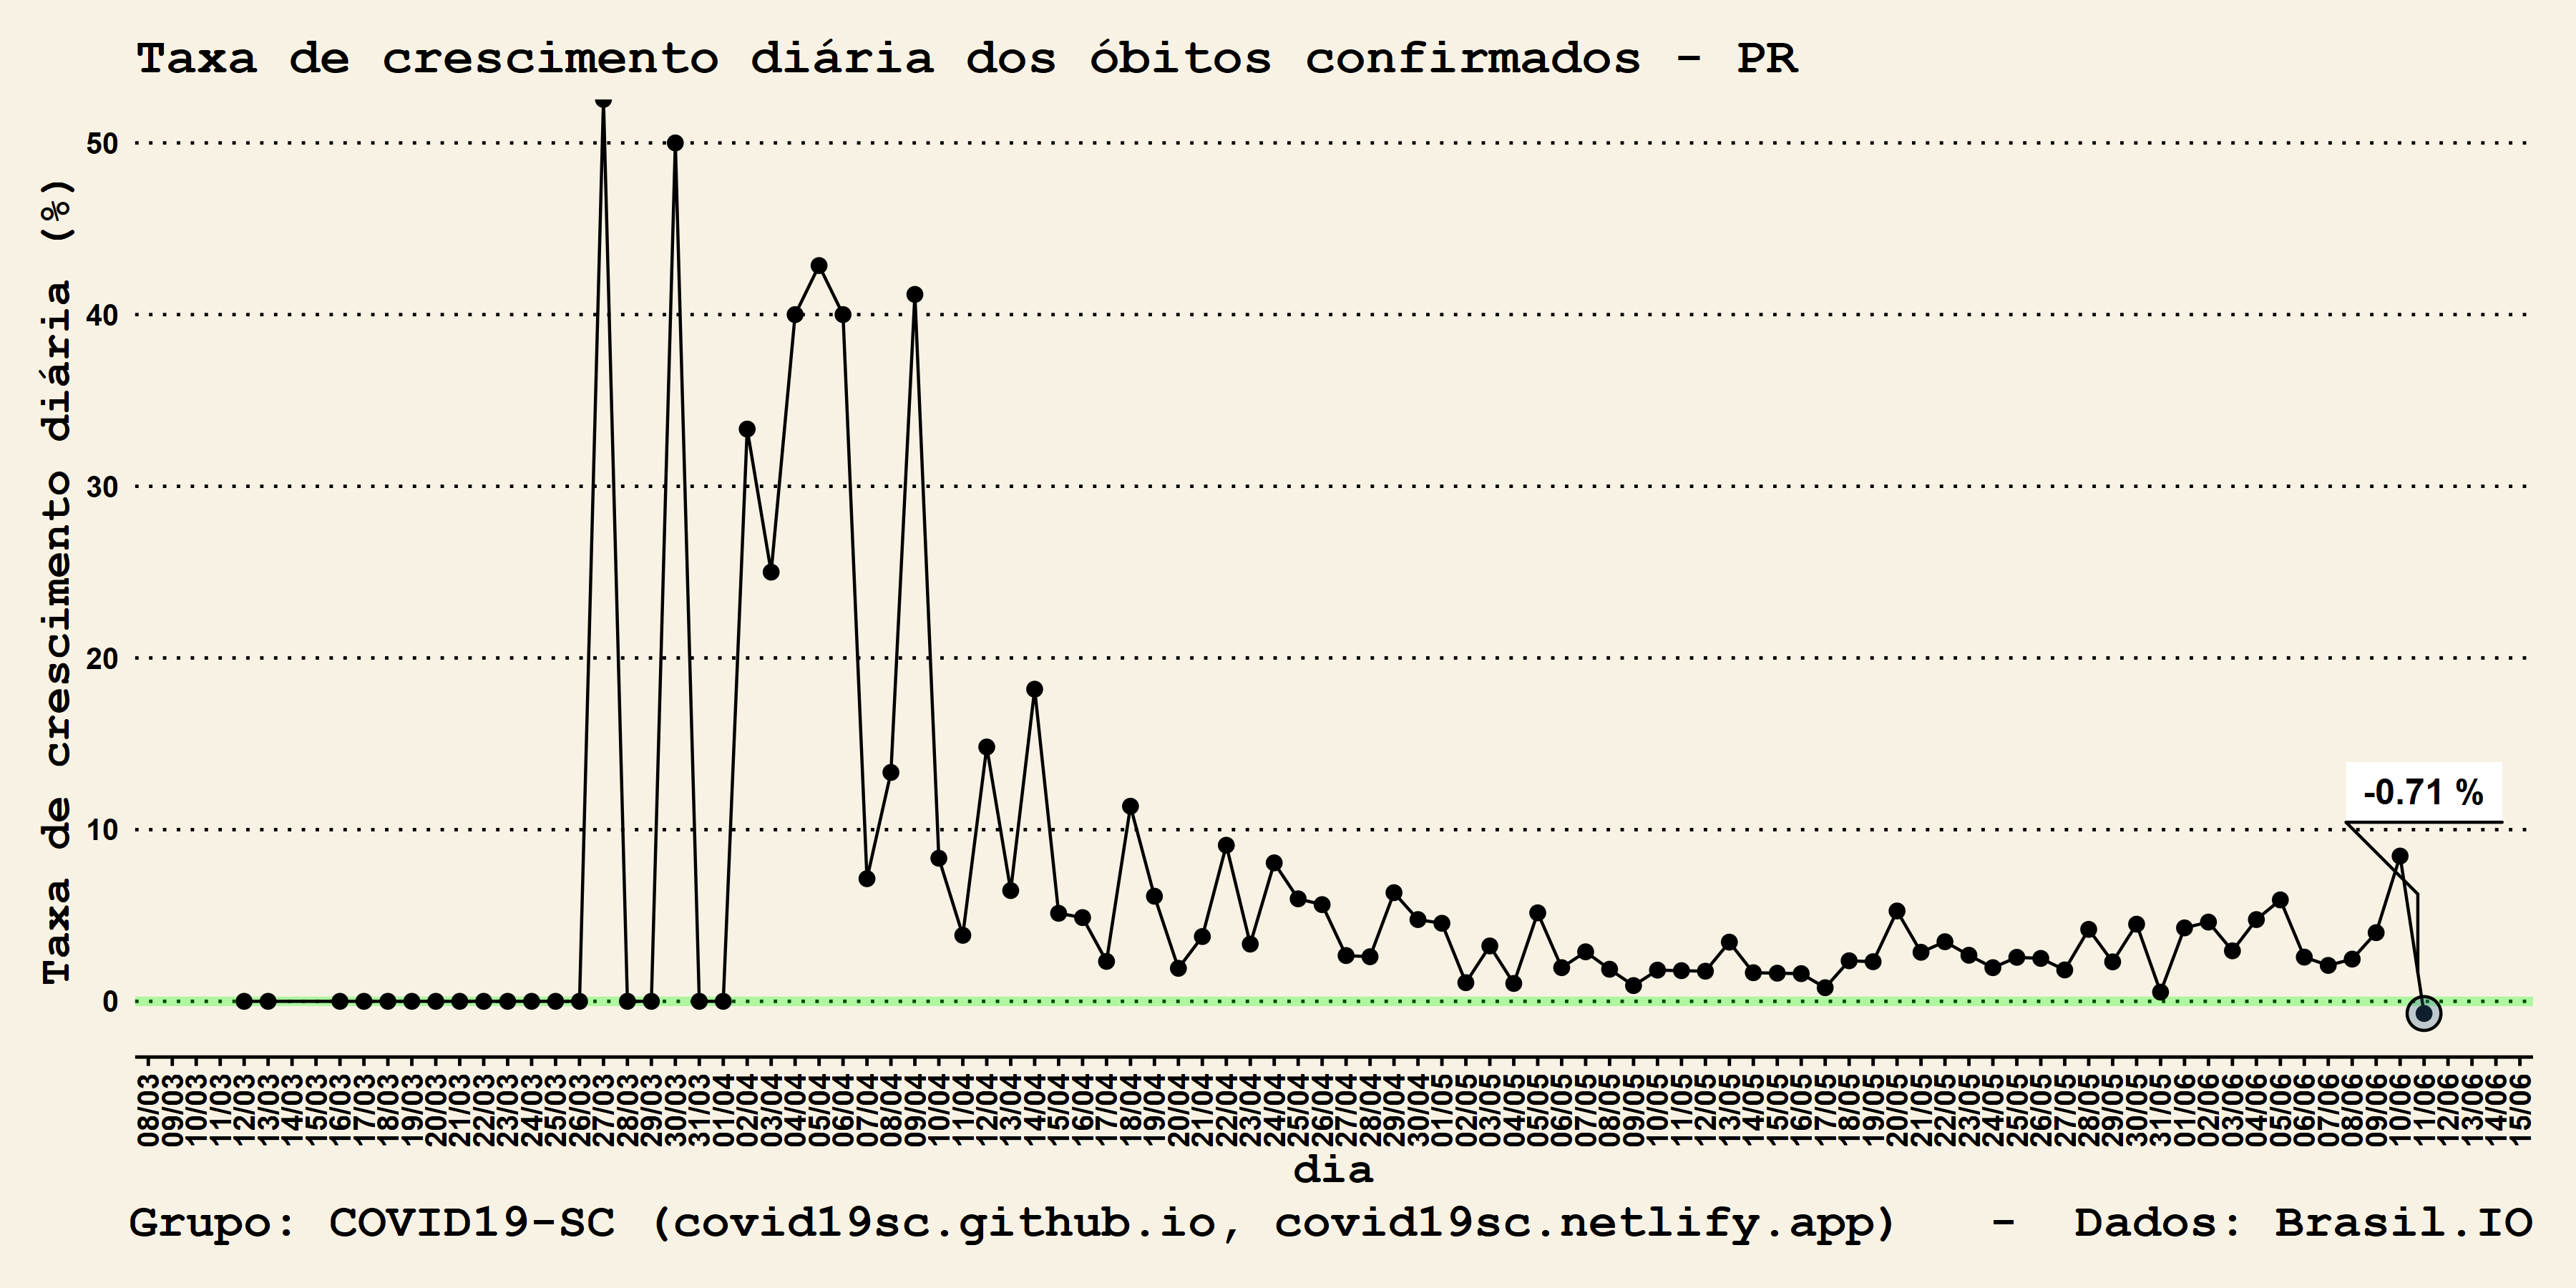 Taxa de crescimento diária dos óbitos confirmados - PR
Taxa de crescimento diária (%)
50
40
30
20
10
0
-0.71 %
08/03 09/03 10/03 11/03 12/03 13/03 14/03 15/03 16/03 17/03 18/03 19/03 20/03 21/03 22/03 23/03 24/03 25/03 26/03 27/03 28/03 29/03 30/03 31/03 01/04 02/04 03/04 04/04 05/04 06/04 07/04 08/04 09/04 10/04 11/04 12/04 13/04 14/04 15/04 16/04 17/04 18/04 19/04 20/04 21/04 22/04 23/04 24/04 25/04 26/04 27/04 28/04 29/04 30/04 01/05 02/05 03/05 04/05 05/05 06/05 07/05 08/05 09/05 10/05 11/05 12/05 13/05 14/05 15/05 16/05 17/05 18/05 19/05 20/05 21/05 22/05 23/05 24/05 25/05 26/05 27/05 28/05 29/05 30/05 31/05 01/06 02/06 03/06 04/06 05/06 06/06 07/06 08/06 09/06 10/06 11/06 12/06 13/06 14/06 15/06
dia
Grupo: COVID19-SC (covid19sc.github.io, covid19sc.netlify.app) - Dados: Brasil.IO